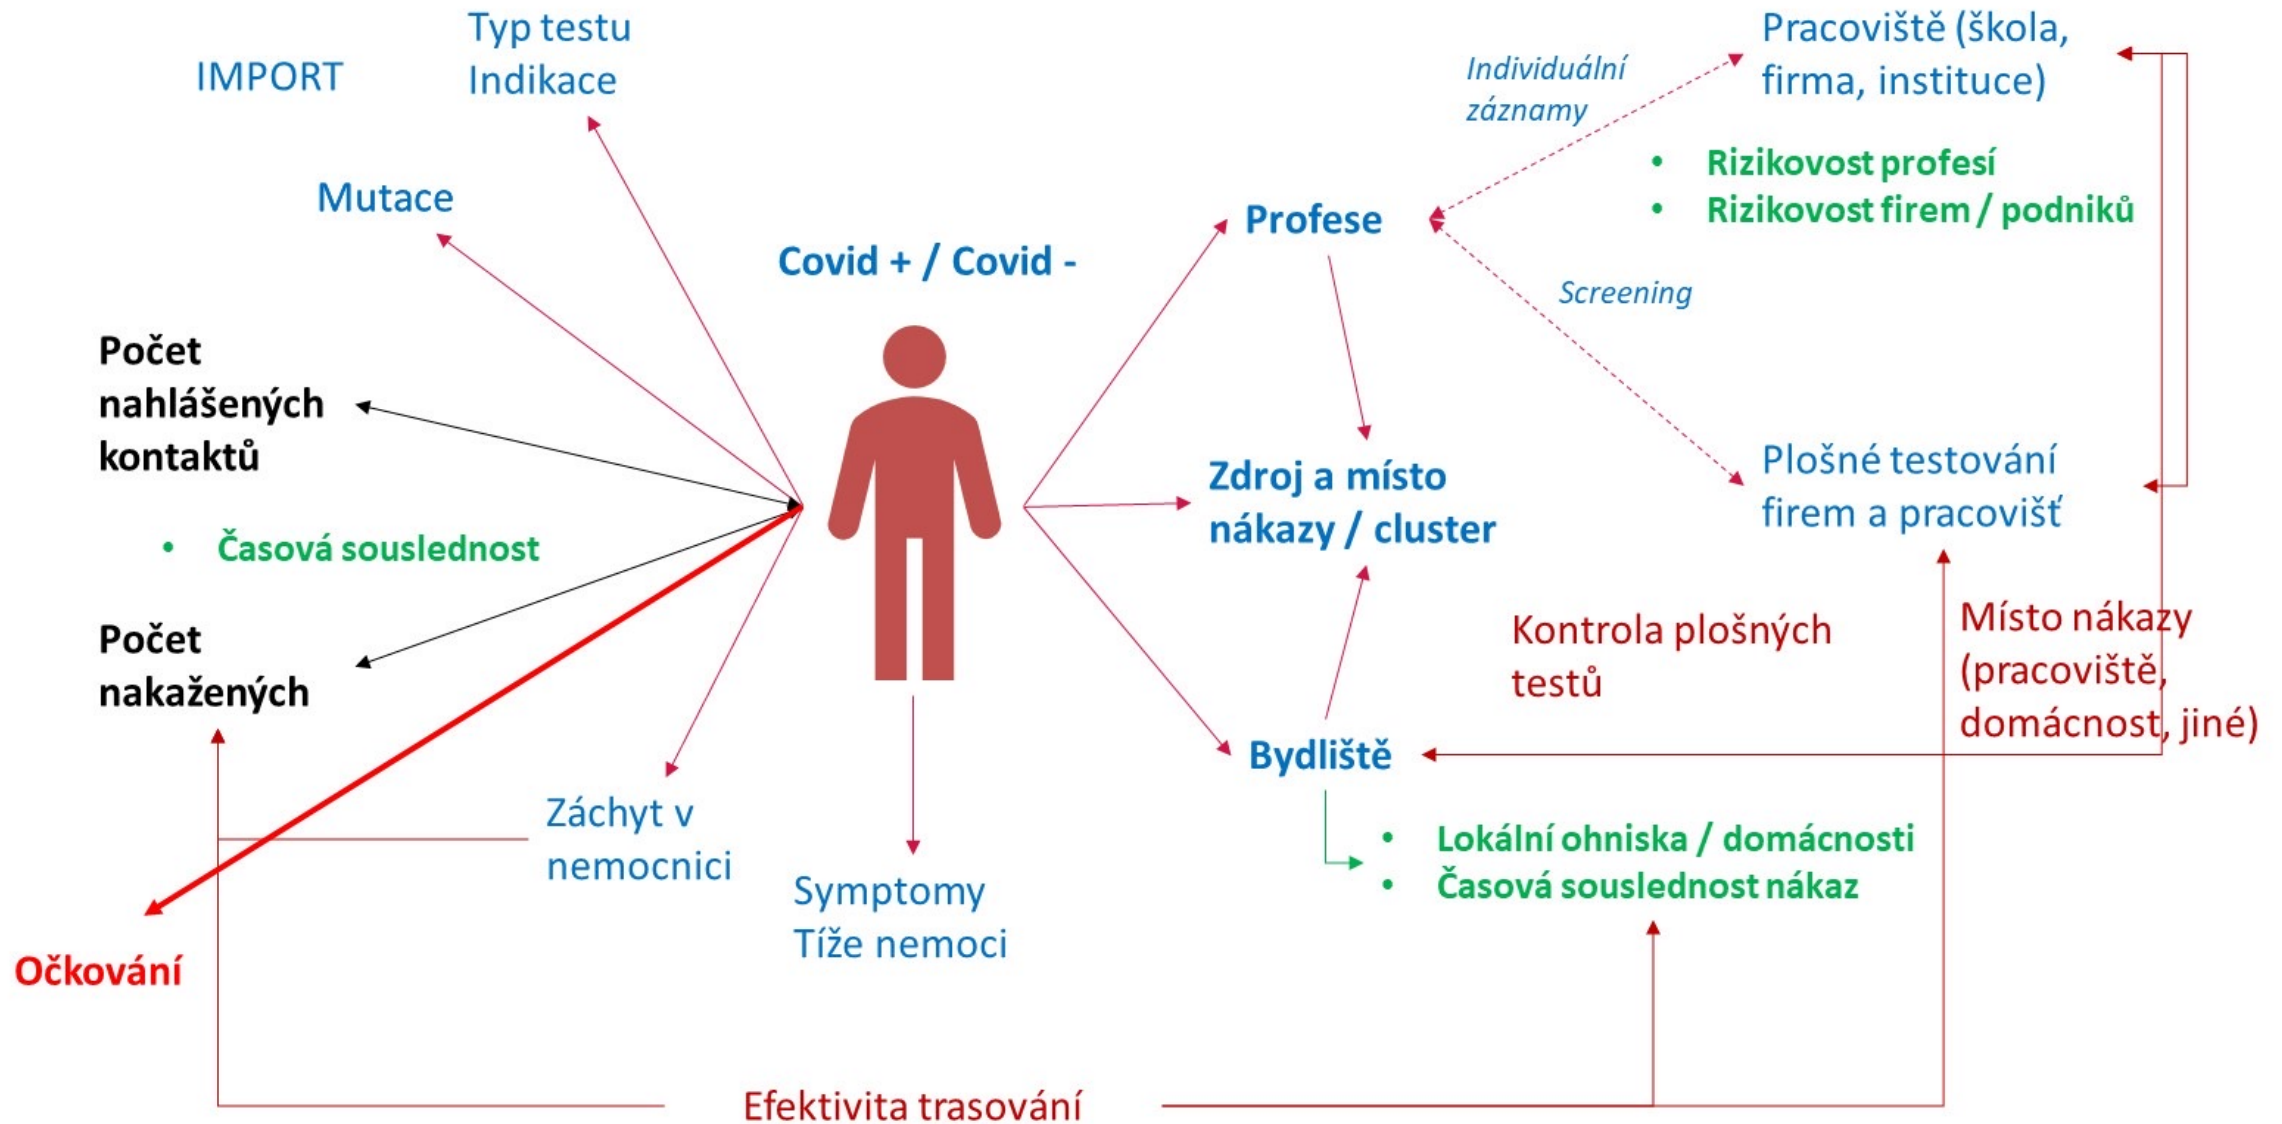 IMPORT
Typ testu
Indikace
Mutace
Covid + / Covid -
Počet
nahlášených
kontaktů
• Časová souslednost
Počet
nakažených
Očkování
Záchyt v
nemocnici
Symptomy
Tíže nemoci
Profese
Zdroj a místo
nákazy / cluster
Bydliště
Individuální
záznamy
Screening
Pracoviště (škola,
firma, instituce)
• Rizikovost profesí
• Rizikovost firem / podniků
Plošné testování
firem a pracovišť
Kontrola plošných
testů
Místo nákazy
(pracoviště,
domácnost, jiné)
• Lokální ohniska / domácnosti
• Časová souslednost nákaz
Efektivita trasování